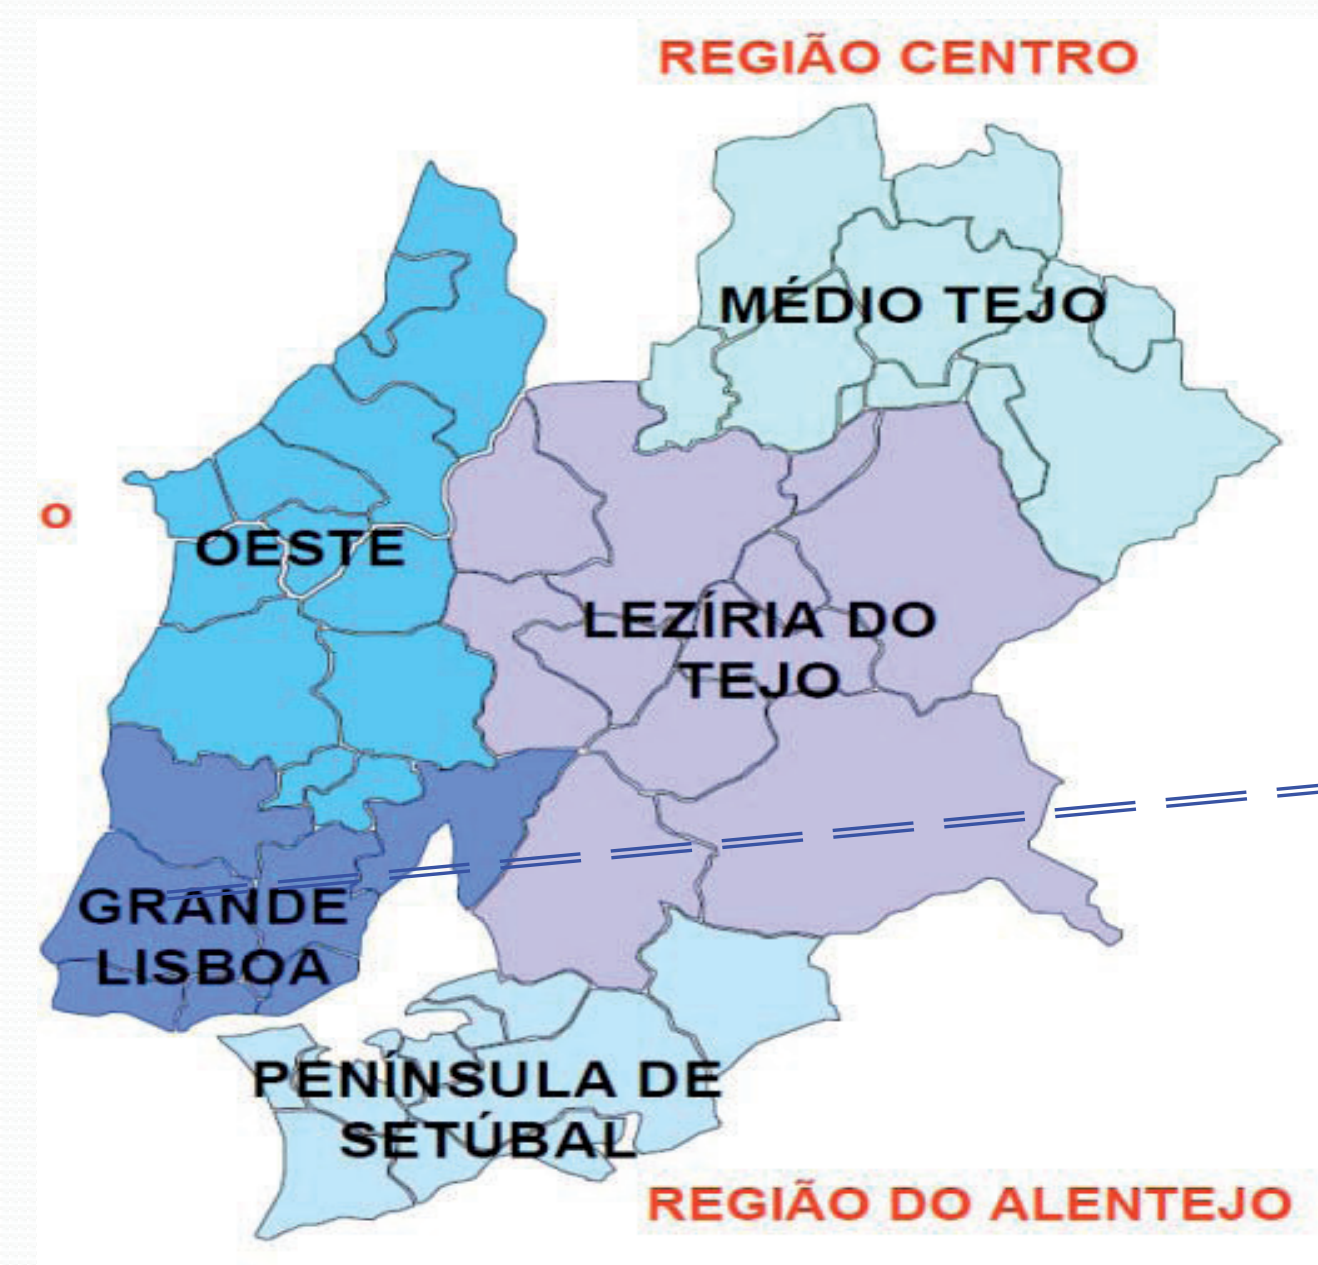 REGIÃO CENTRO
MÉDIO TEJO
O
OESTE
LEZÍRIA DO
TEJO
GRANDE
LISBOA
PENÍNSULA DE
SETÚBAL
REGIÃO DO ALENTEJO